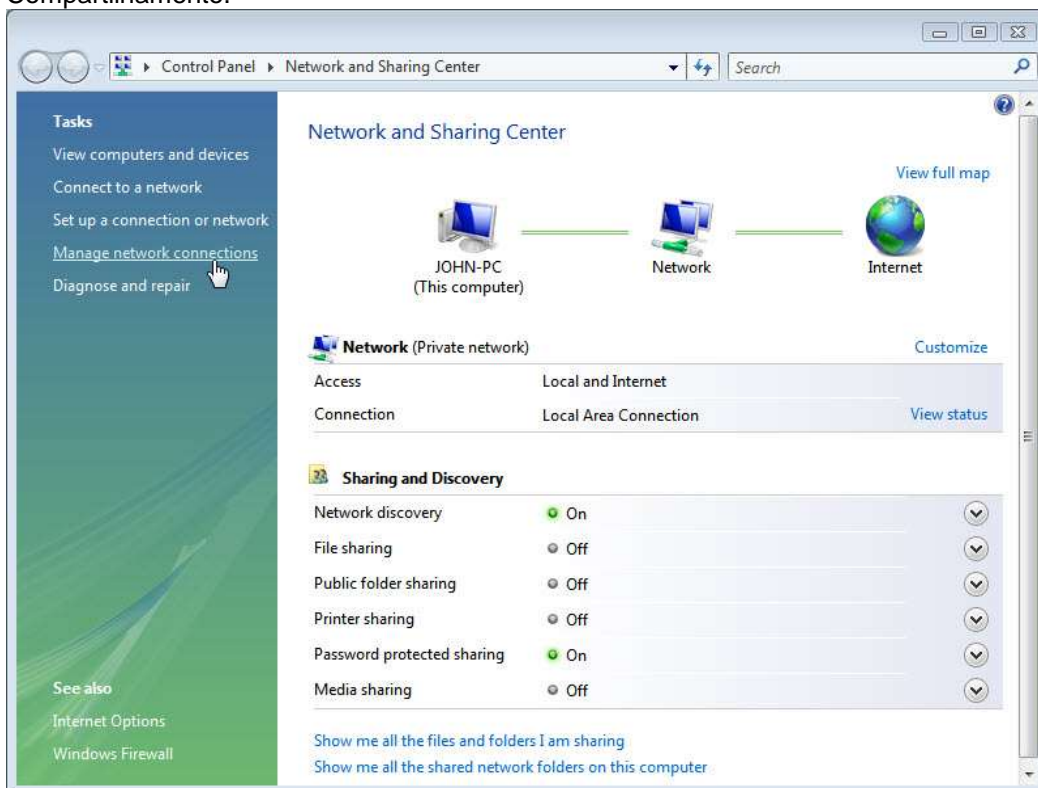 Compartilhamento.
Control Panel Network and Sharing Center Search
Tasks
View computers and devices
Connect to a network
Set up a connection or network
Manage network connections
Diagnose and repair
See also
Internet Options
Windows Firewall
Network and Sharing Center
View full map
JOHN-PC
(This computer)
Network
Internet
Network (Private network) Customize
Access Local and Internet
Connection Local Area Connection View status
Sharing and Discovery
Network discovery On
File sharing Off
Public folder sharing Off
Printer sharing Off
Password protected sharing On
Media sharing Off
Show me all the files and folders I am sharing
Show me all the shared network folders on this computer